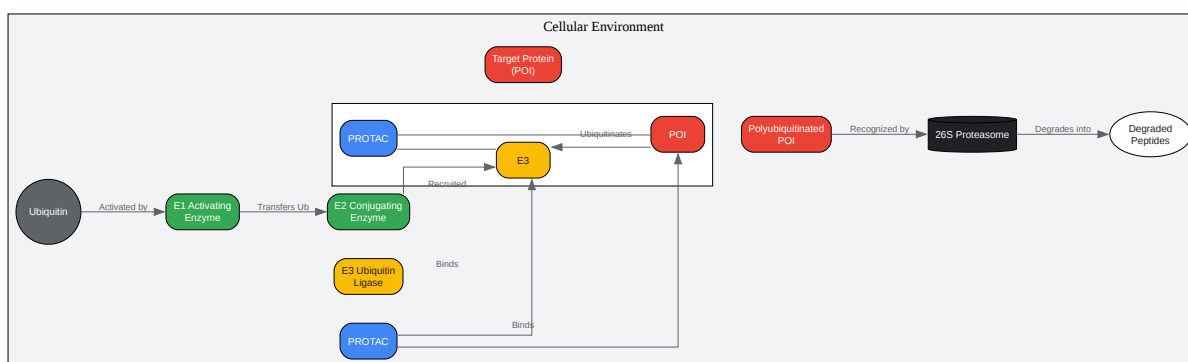 Cellular Environment
Target Protein
(POI)
PROTAC
Ubiquitinates
POI
E3
Recruited
Polyubiquitinated
POI
Recognized by
26S Proteasome
Degrades into
Degraded
Peptides
Ubiquitin
Activated by
E1 Activating
Enzyme
Transfers Ub
E2 Conjugating
Enzyme
E3 Ubiquitin
Ligase
Binds
PROTAC
Binds